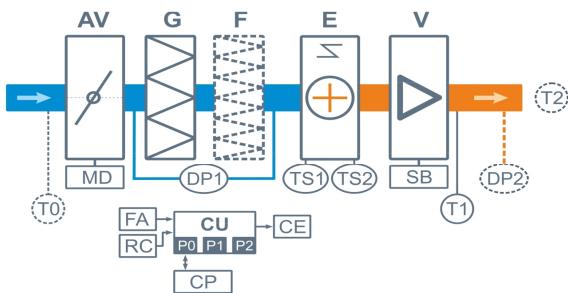 AV G F E V
T2
MD DP1 TS1 TS2 SB DP2
T0 T1
FA CU CE
RC P0 P1 P2
CP